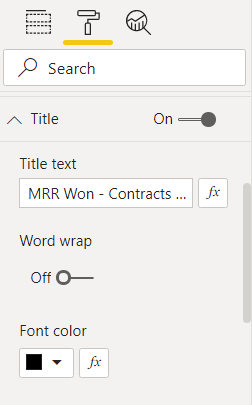 Search
Title On
Title text
MRR Won - Contracts ... fx
Word wrap
Off
Font color
fx